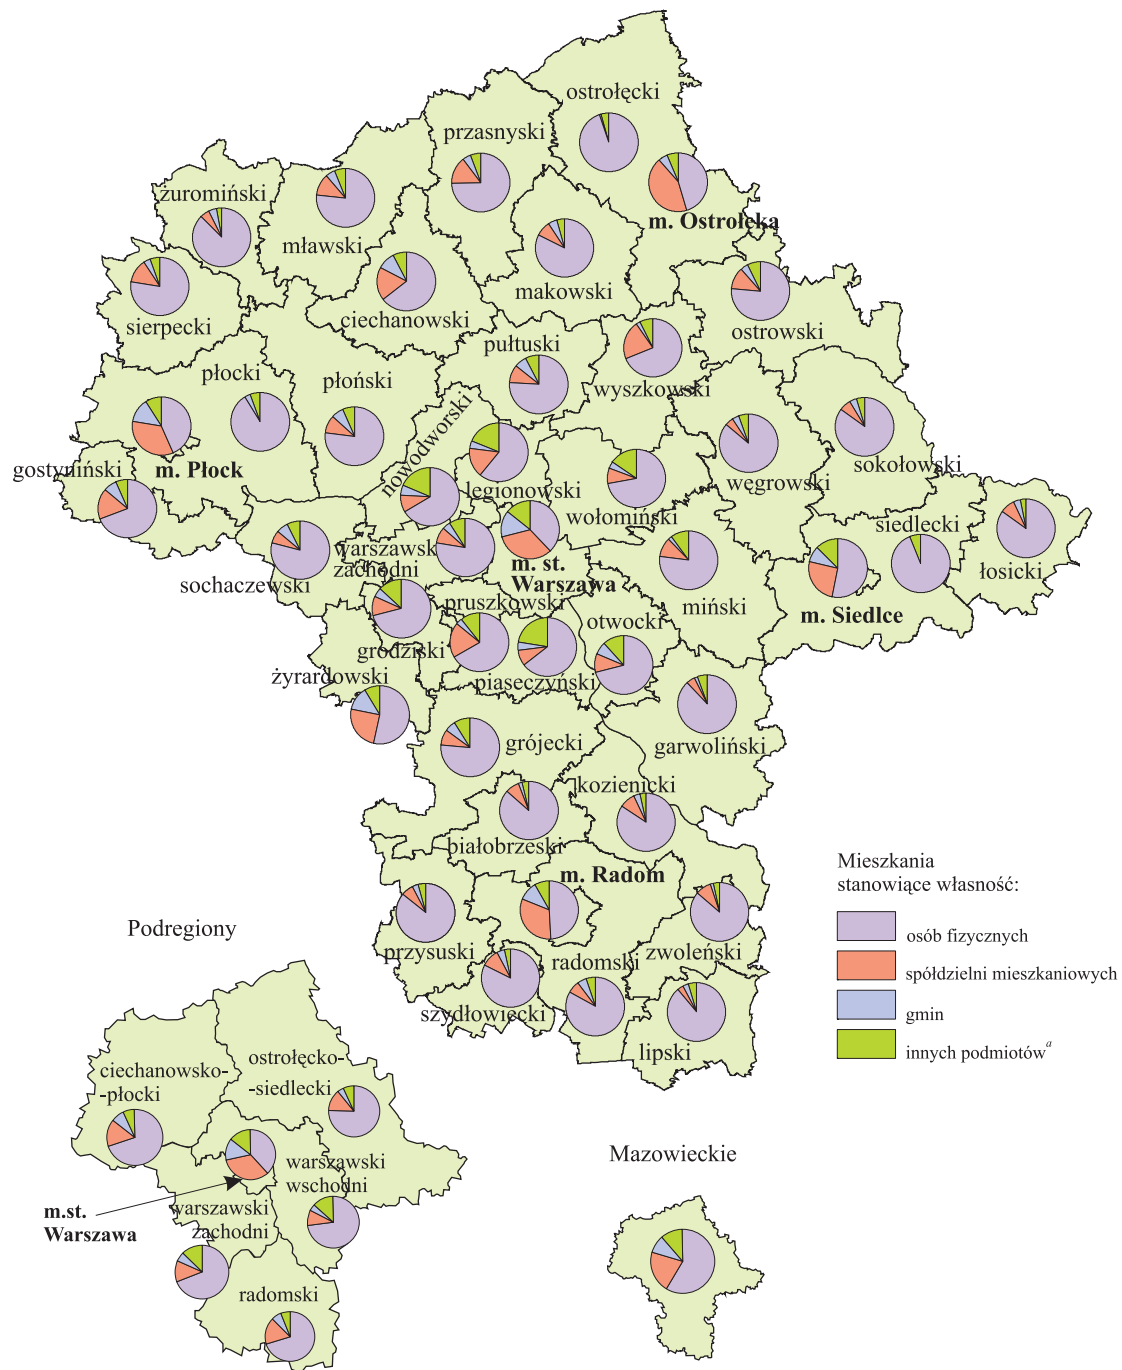 ostrołęcki
przasnyski
żuromiński
m. Ostrołęka
mławski
makowski
sierpecki
ciechanowski
ostrowski
pułtuski
wyszkowski
płocki
płoński
nowodworski
gostyniński
m. Płock
legionowski
węgrowski
sokołowski
wołomiński
siedlecki
warszawsk
zachodni
m. st.
Warszawa
sochaczewski
łosicki
miński
m. Siedlce
pruszkowski
otwocki
grodziski
żyrardowski
piaseczyński
grójecki
garwoliński
kozienicki
białobrzeski
m. Radom
przysuski
radomski
zwoleński
szydłowiecki
lipski
Mieszkania
stanowiące własność:
osób fizycznych
spółdzielni mieszkaniowych
gmin
innych podmiotów a
Podregiony
ostrołęcko-
-siedlecki
ciechanowsko-
-płocki
warszawski
wschodni
m.st.
Warszawa
warszawski
zachodni
radomski
Mazowieckie